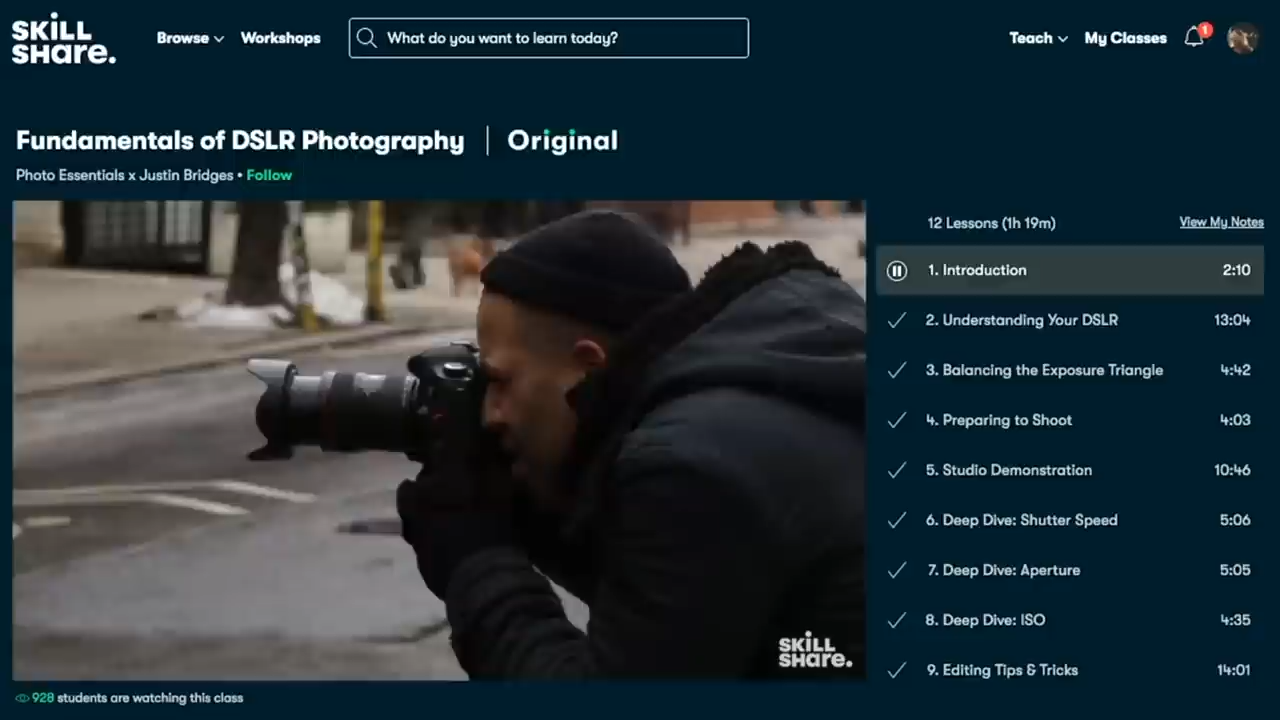 SKILL
SHare.
Browse
Workshops
What do you want to learn today?
Teach
My Classes
1
Fundamentals of DSLR Photography | Original
Photo Essentials x Justin Bridges • Follow
12 Lessons (1h 19m)
View My Notes
1. Introduction 2:10
2. Understanding Your DSLR 13:04
3. Balancing the Exposure Triangle 4:42
4. Preparing to Shoot 4:03
5. Studio Demonstration 10:46
6. Deep Dive: Shutter Speed 5:06
7. Deep Dive: Aperture 5:05
8. Deep Dive: ISO 4:35
9. Editing Tips & Tricks 14:01
SKILL
SHare.
928 students are watching this class